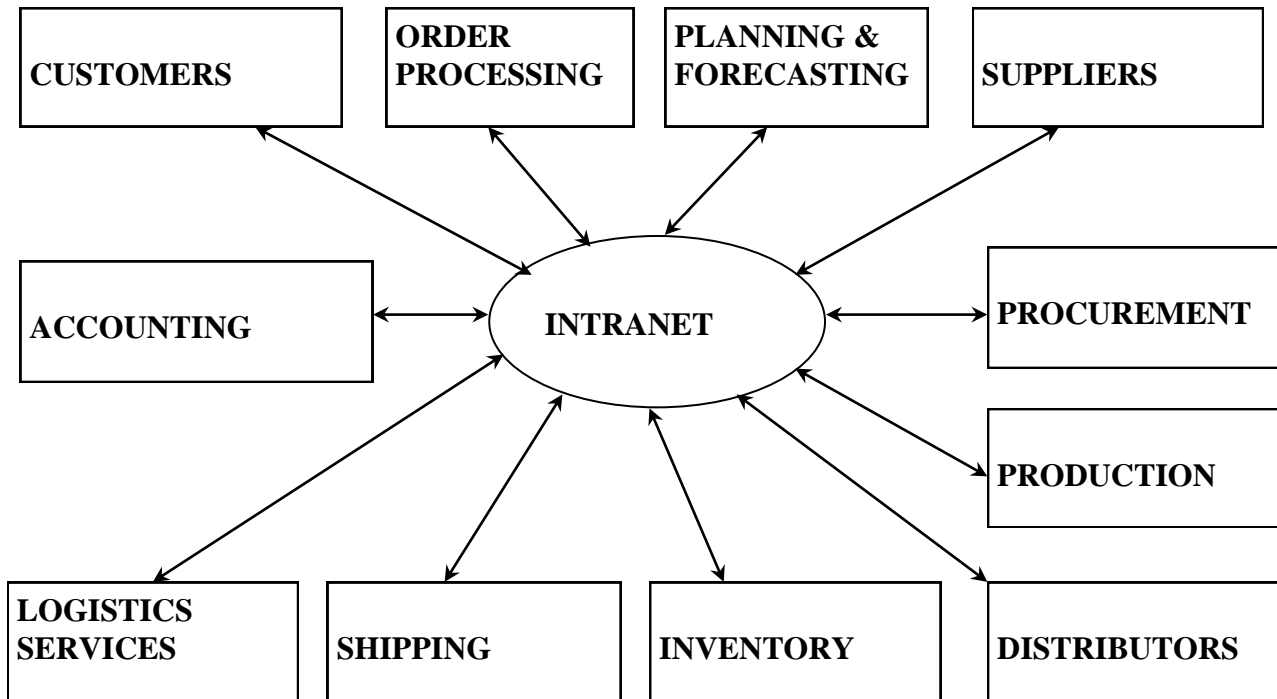 CUSTOMERS
ORDER
PROCESSING
PLANNING &
FORECASTING
SUPPLIERS
ACCOUNTING
INTRANET
PROCUREMENT
PRODUCTION
LOGISTICS
SERVICES
SHIPPING
INVENTORY
DISTRIBUTORS